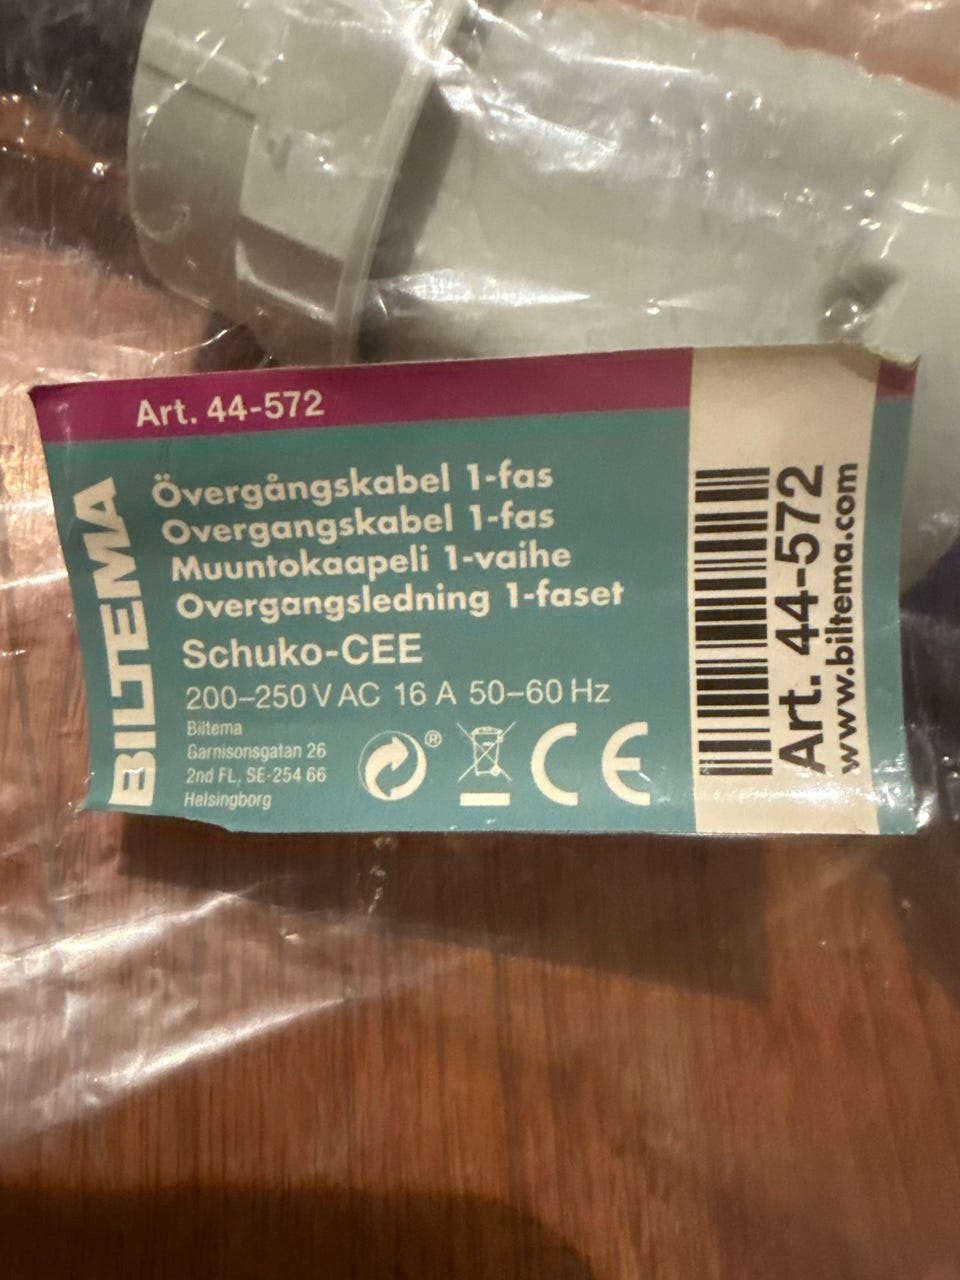 Art. 44-572
BILTEMA
Övergångskabel 1-fas
Overgangskabel 1-fas
Muuntokaapeli 1-vaihe
Overgangsledning 1-faset
Schuko-CEE
200–250 V AC 16 A 50–60 Hz
Biltema
Garnisonsgatan 26
2nd FL, SE-254 66
Helsingborg
®
CE
Art. 44-572
www.biltema.com